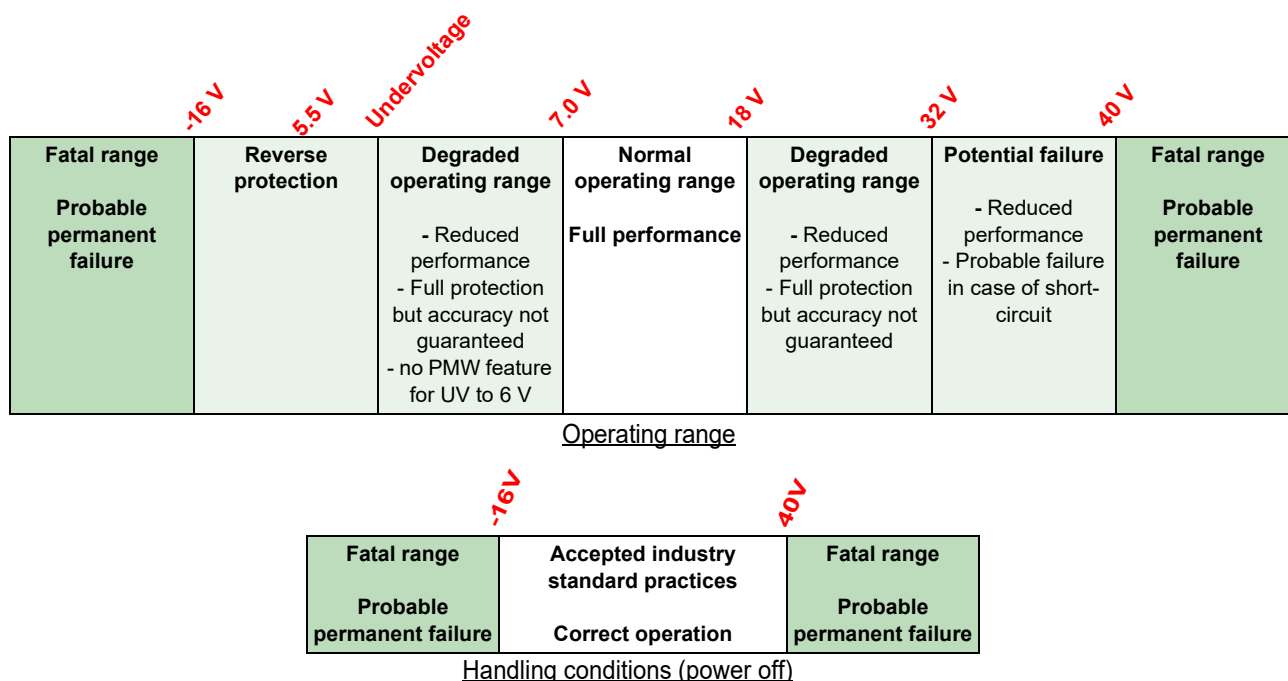 -16 V
5.5 V
Undervoltage
7.0 V
18 V
32 V
40 V
Fatal range
Probable
permanent
failure
Reverse
protection
Degraded
operating range
- Reduced
performance
- Full protection
but accuracy not
guaranteed
- no PMW feature
for UV to 6 V
Normal
operating range
Full performance
Degraded
operating range
- Reduced
performance
- Full protection
but accuracy not
guaranteed
Potential failure
- Reduced
performance
- Probable failure
in case of short-
circuit
Fatal range
Probable
permanent
failure
Operating range
-16V
40V
Fatal range
Probable
permanent failure
Accepted industry
standard practices
Correct operation
Fatal range
Probable
permanent failure
Handling conditions (power off)